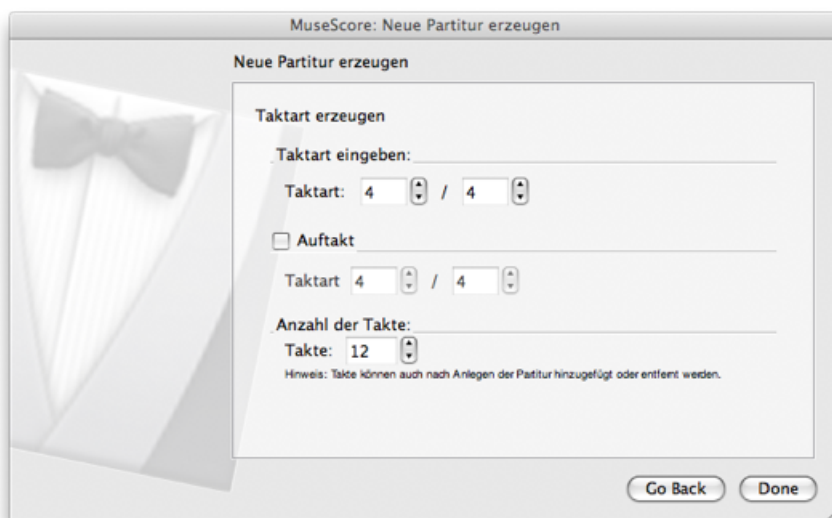 MuseScore: Neue Partitur erzeugen
Neue Partitur erzeugen
Taktart erzeugen
Taktart eingeben:
Taktart: 4 / 4
Auftakt
Taktart 4 / 4
Anzahl der Takte:
Takte: 12
Hinweis: Takte können auch nach Anlegen der Partitur hinzugefügt oder entfernt werden.
Go Back Done